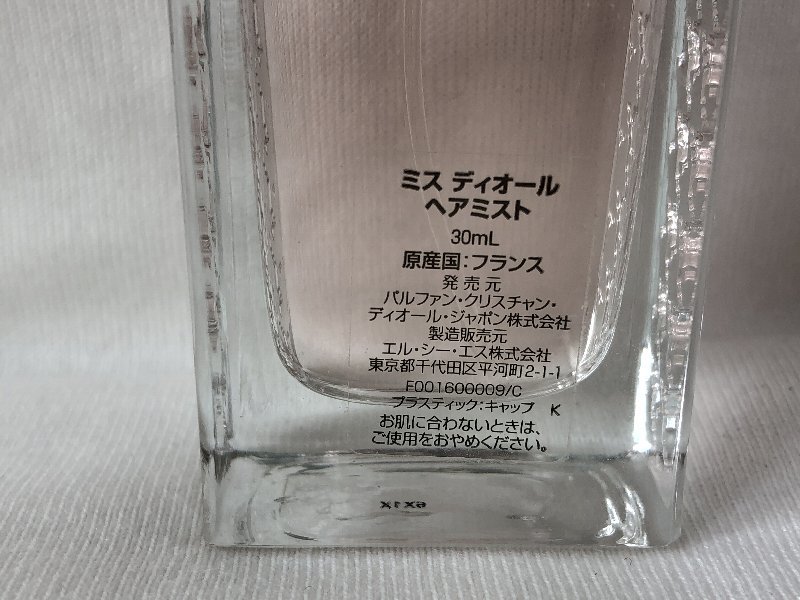 ミス ディオール
ヘアミスト
30mL
原産国:フランス
発売元
パルファン・クリスチャン・
ディオール・ジャポン株式会社
製造販売元
エル・シー・エス株式会社
東京都千代田区平河町2-1-1
F001600009/C
プラスティック:キャップ K
お肌に合わないときは、
ご使用をおやめください。